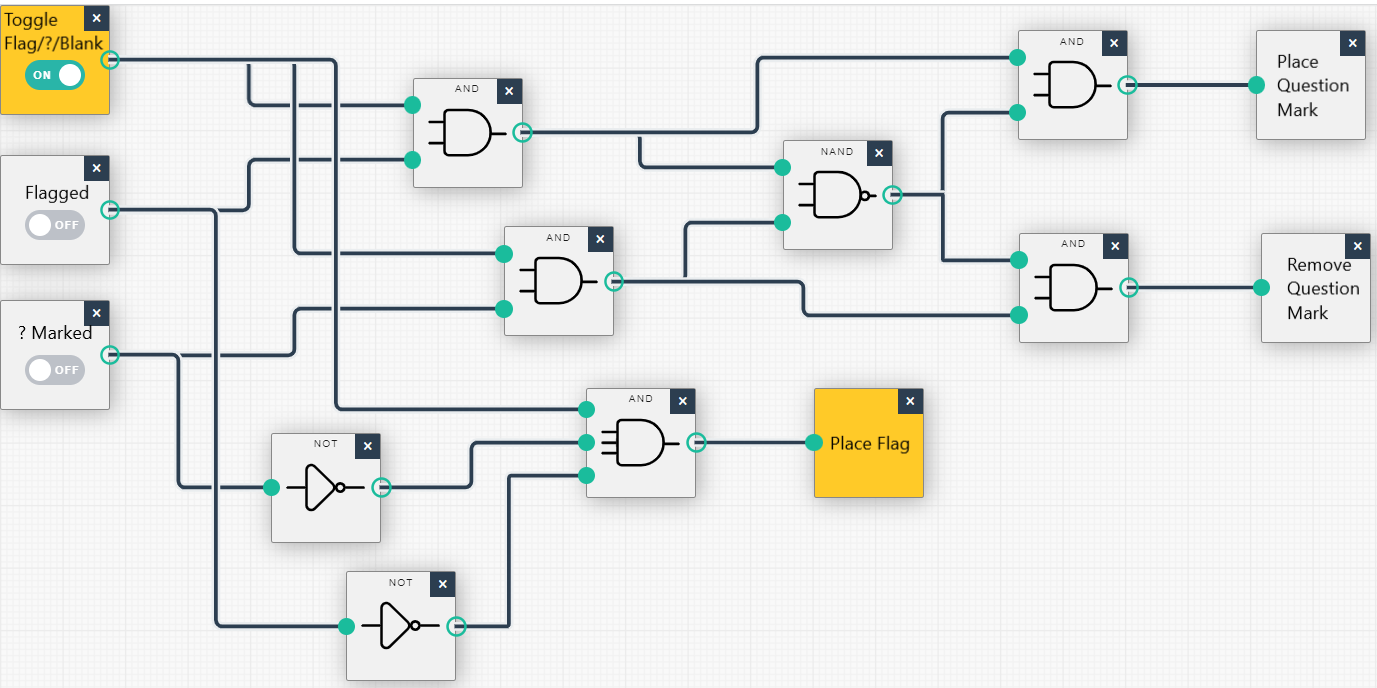 Toggle
Flag/?/Blank
ON
Flagged
OFF
? Marked
OFF
AND
AND
NAND
AND
Place
Question
Mark
AND
Remove
Question
Mark
NOT
NOT
AND
Place Flag